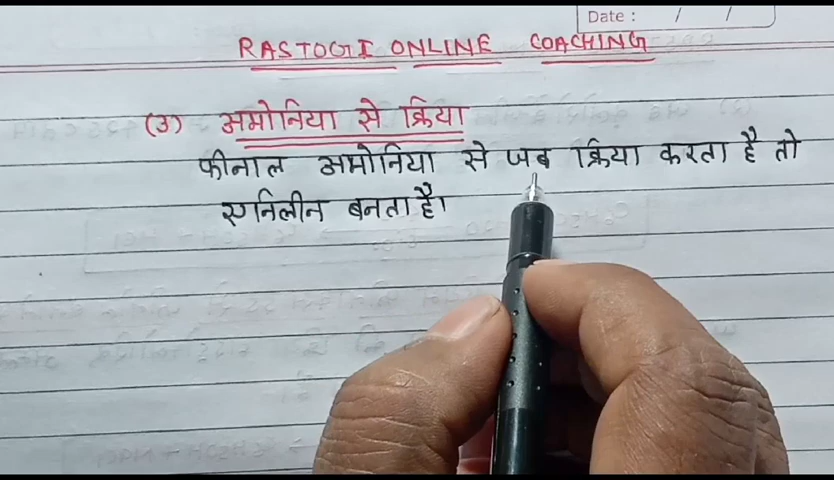 Date : / /
RASTOGI ONLINE COACHING
(3) अमोनिया से क्रिया
फीनाल अमोनिया से जब क्रिया करता है तो
एनिलीन बनता है।